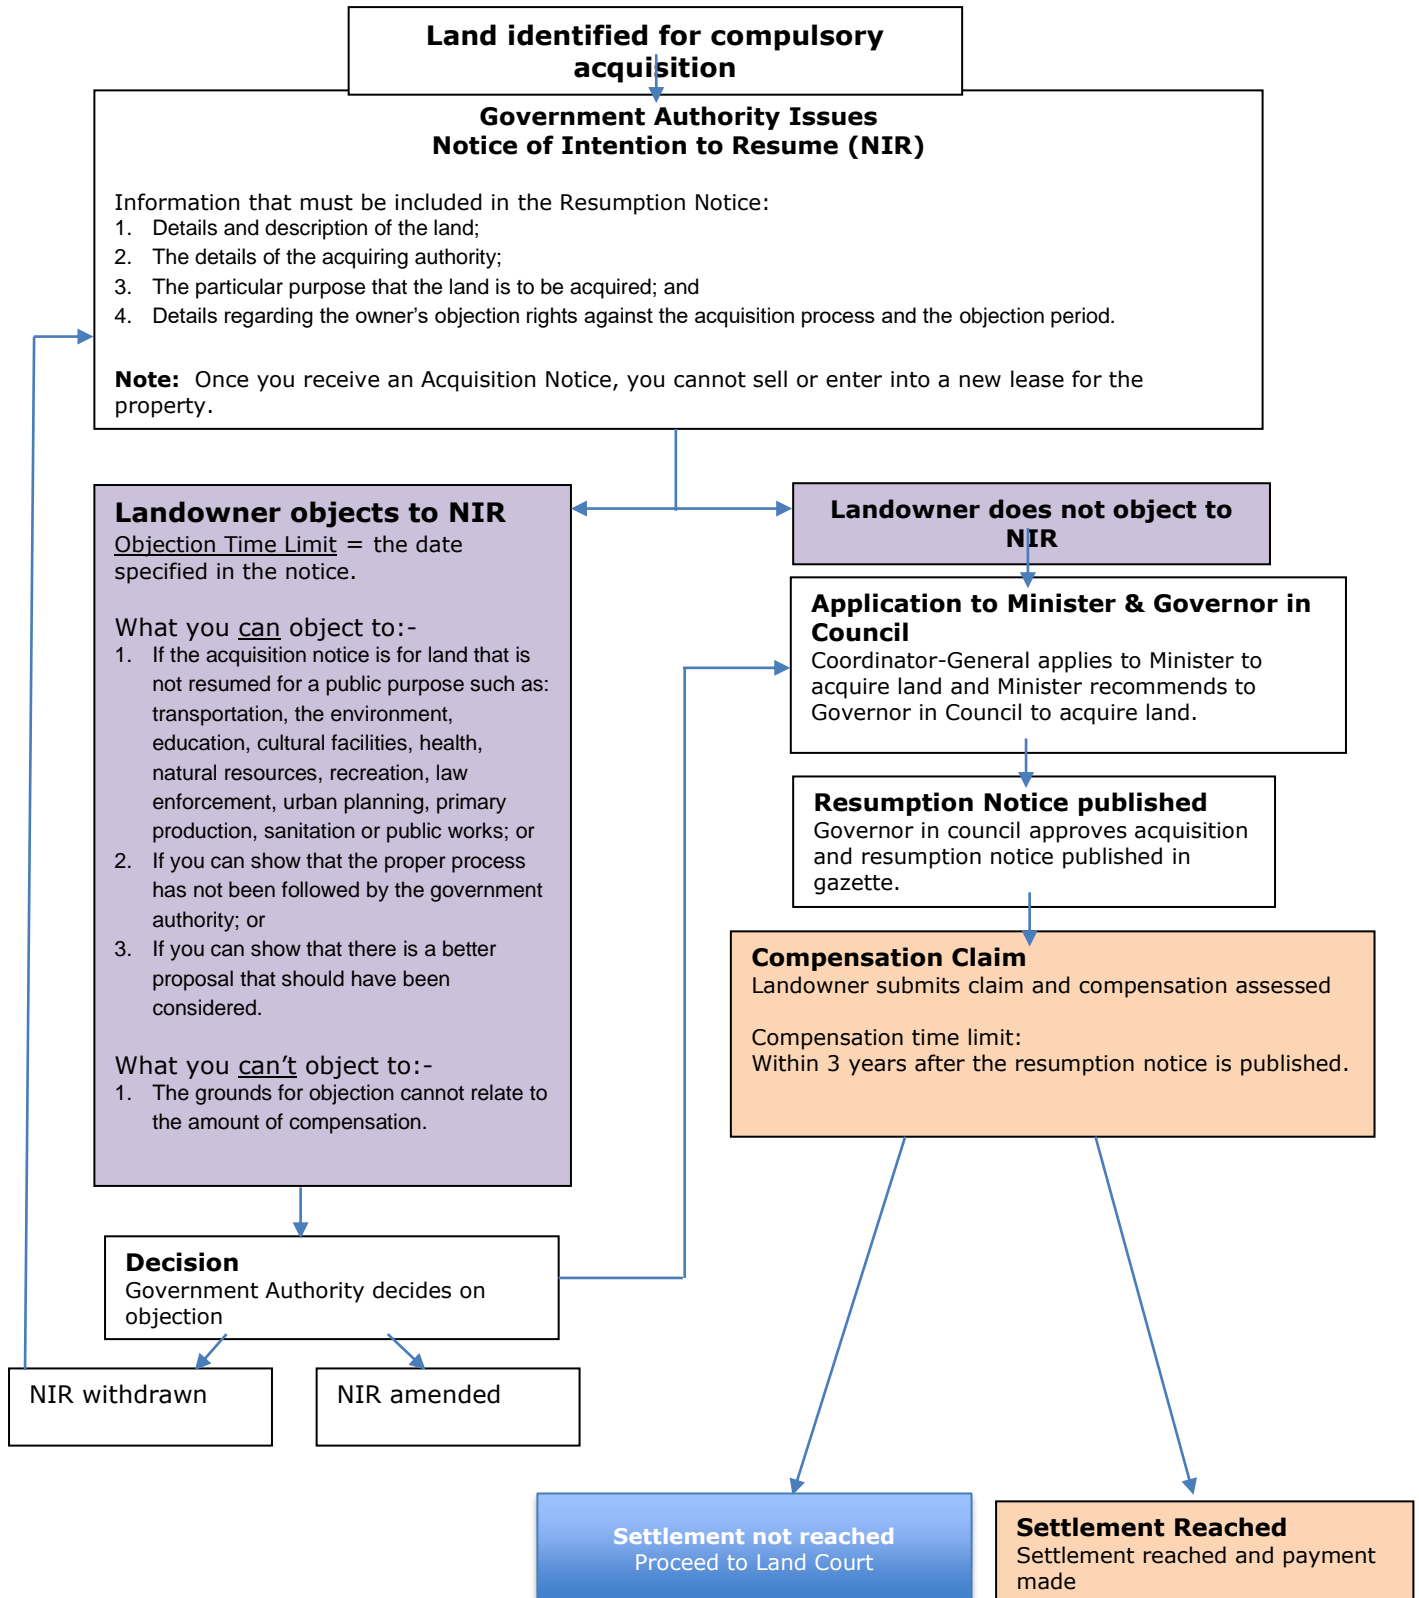 Land identified for compulsory
acquisition
Government Authority Issues
Notice of Intention to Resume (NIR)
Information that must be included in the Resumption Notice:
1. Details and description of the land;
2. The details of the acquiring authority;
3. The particular purpose that the land is to be acquired; and
4. Details regarding the owner’s objection rights against the acquisition process and the objection period.
Note: Once you receive an Acquisition Notice, you cannot sell or enter into a new lease for the
property.
Landowner objects to NIR
Objection Time Limit = the date
specified in the notice.
What you can object to:-
1. If the acquisition notice is for land that is
not resumed for a public purpose such as:
transportation, the environment,
education, cultural facilities, health,
natural resources, recreation, law
enforcement, urban planning, primary
production, sanitation or public works; or
2. If you can show that the proper process
has not been followed by the government
authority; or
3. If you can show that there is a better
proposal that should have been
considered.
What you can’t object to:-
1. The grounds for objection cannot relate to
the amount of compensation.
Landowner does not object to
NIR
Application to Minister & Governor in
Council
Coordinator-General applies to Minister to
acquire land and Minister recommends to
Governor in Council to acquire land.
Resumption Notice published
Governor in council approves acquisition
and resumption notice published in
gazette.
Compensation Claim
Landowner submits claim and compensation assessed
Compensation time limit:
Within 3 years after the resumption notice is published.
Decision
Government Authority decides on
objection
NIR withdrawn
NIR amended
Settlement not reached
Proceed to Land Court
Settlement Reached
Settlement reached and payment
made